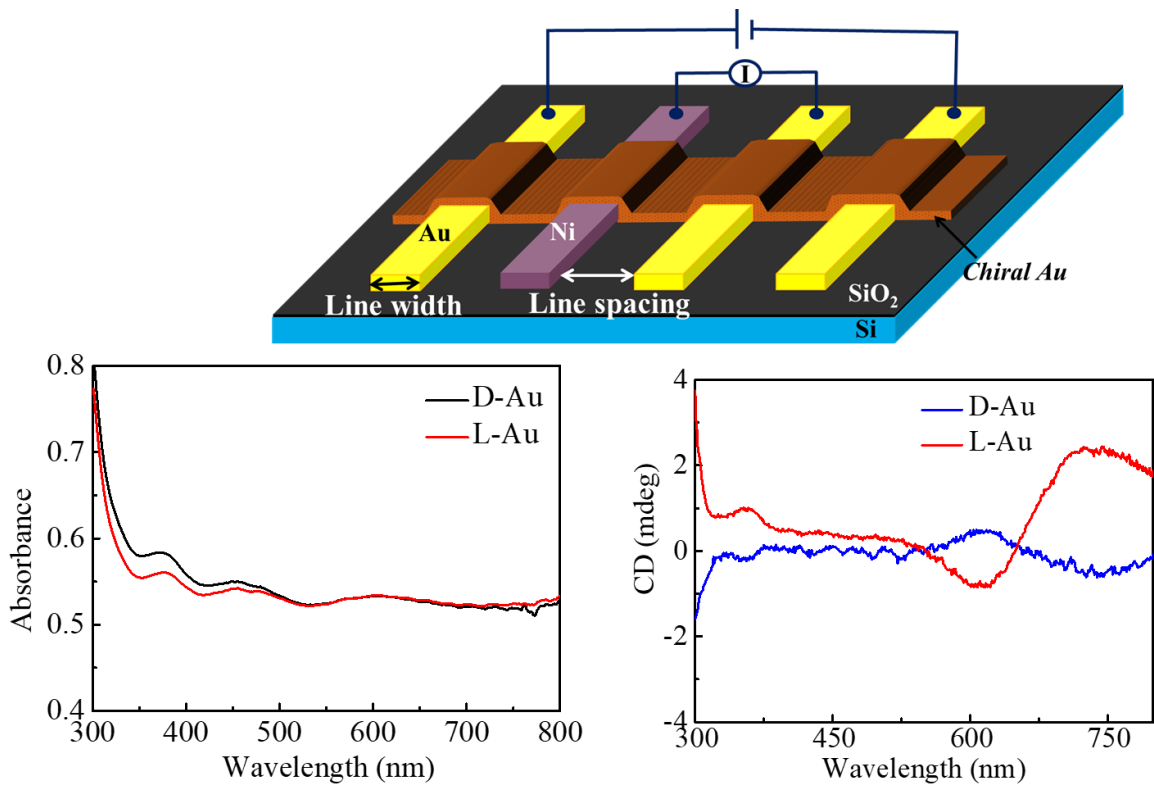 I
Au
Ni
Chiral Au
Line width
Line spacing
SiO₂
Si
0.8
0.7
0.6
0.5
0.4
Absorbance
D-Au
L-Au
300 400 500 600 700 800
Wavelength (nm)
4
2
0
-2
-4
CD (mdeg)
D-Au
L-Au
300 450 600 750
Wavelength (nm)